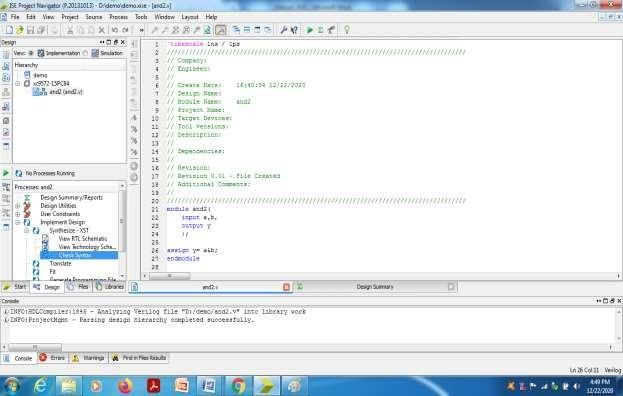 ISE Project Navigator (P.20131013) - D:\demo\demo.xise - [and2.v]
File Edit View Project Source Process Tools Window Layout Help
Design
View: Implementation Simulation
Hierarchy
demo
xc9572-15PC84
and2 (and2.v)
No Processes Running
Processes: and2
Design Summary/Reports
Design Utilities
User Constraints
Implement Design
Synthesize - XST
View RTL Schematic
View Technology Sche...
Check Syntax
Translate
Fit
Generate Programming File
Start Design Files Libraries
1 `timescale 1ns / 1ps
2 //////////////////////////////////////////////////////////////////////////////////
3 // Company:
4 // Engineer:
5 //
6 // Create Date: 16:40:54 12/22/2020
7 // Design Name:
8 // Module Name: and2
9 // Project Name:
10 // Target Devices:
11 // Tool versions:
12 // Description:
13 //
14 // Dependencies:
15 //
16 // Revision:
17 // Revision 0.01 - File Created
18 // Additional Comments:
19 //
20 //////////////////////////////////////////////////////////////////////////////////
21 module and2(
22 input a,b,
23 output y
24 );
25
26 assign y= a&b;
27 endmodule
28
and2.v Design Summary
Console
INFO:HDLCompiler:1845 - Analyzing Verilog file "D:/demo/and2.v" into library work
INFO:ProjectMgmt - Parsing design hierarchy completed successfully.
Console Errors Warnings Find in Files Results
Ln 26 Col 11 Verilog
4:49 PM
12/22/2020